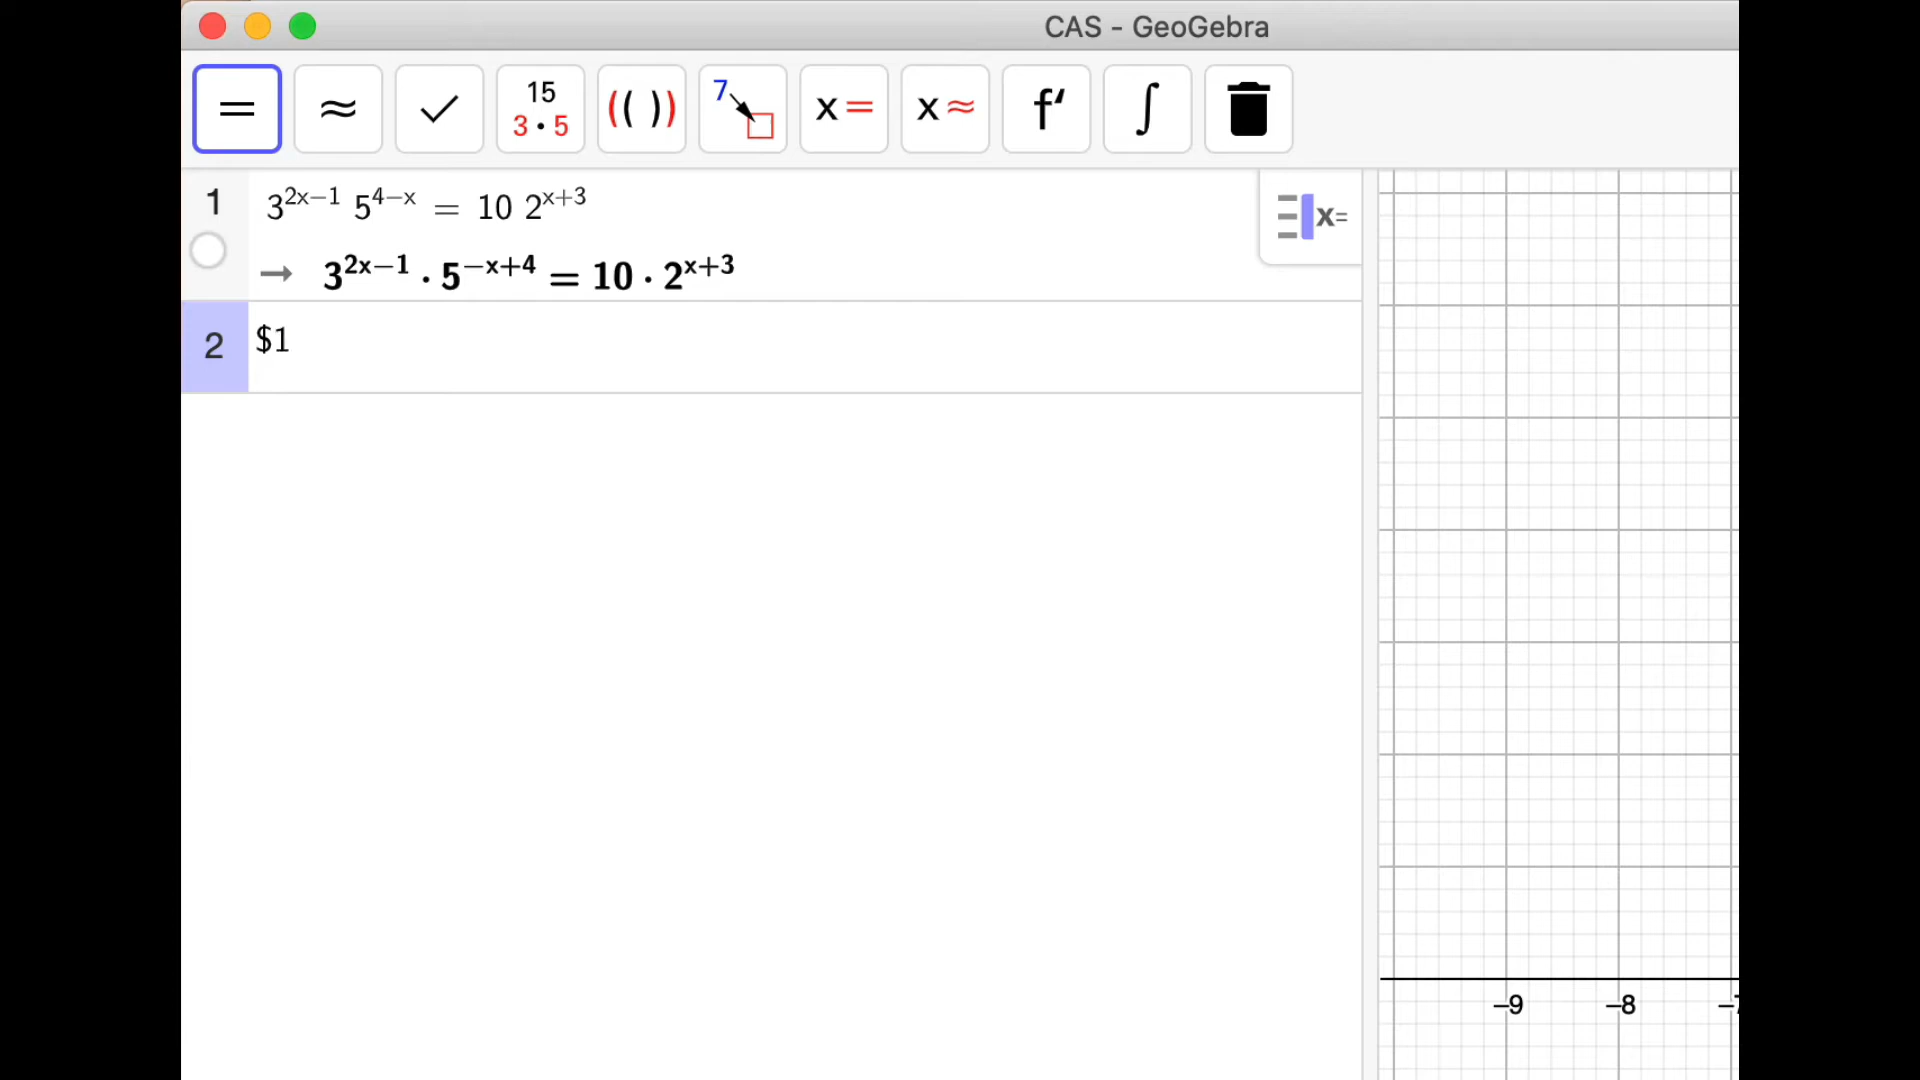 CAS - GeoGebra
= ≈ ✓ 15 3·5 (( )) 7 x= x≈ f′ ∫
1 3^{2x−1} 5^{4−x} = 10 2^{x+3}
x=
→ 3^{2x−1} · 5^{−x+4} = 10 · 2^{x+3}
2 $1
−9 −8 −7